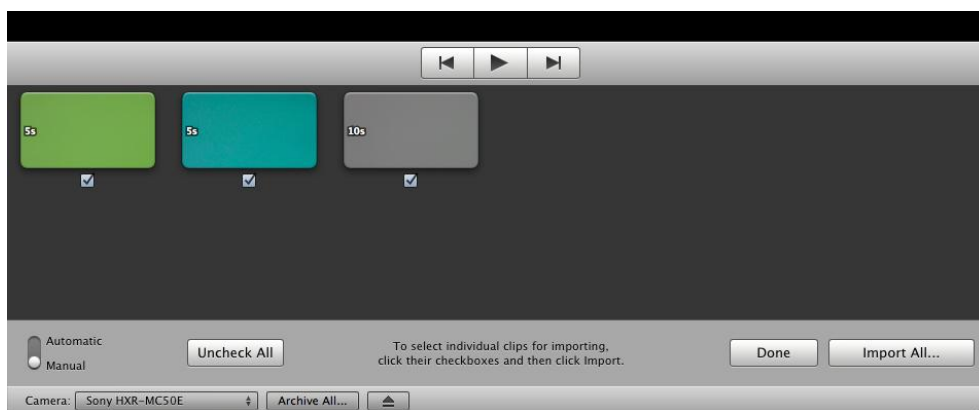 5s
5s
10s
Automatic
Manual
Uncheck All
To select individual clips for importing,
click their checkboxes and then click Import.
Done
Import All...
Camera:
Sony HXR-MC50E
Archive All...